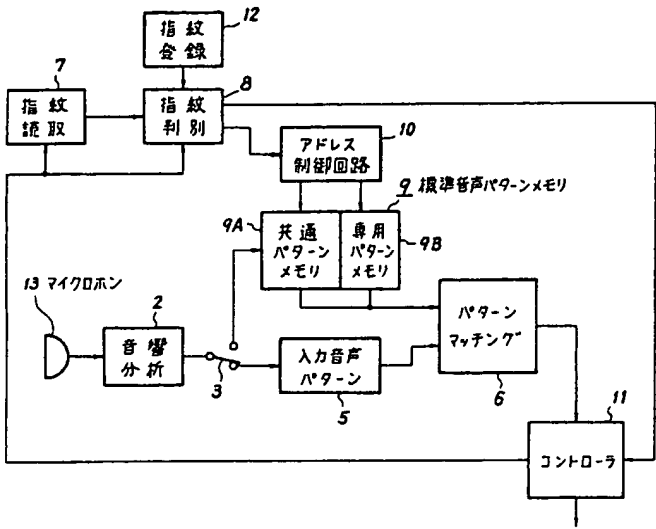 12
指紋
登録
7
指紋
読取
8
指紋
判別
10
アドレス
制御回路
9 標準音声パターンメモリ
9A
共通
パターン
メモリ
専用
パターン
メモリ
9B
13 マイクロホン
2
音響
分析
3
入力音声
パターン
5
パターン
マッチング
6
11
コントローラ